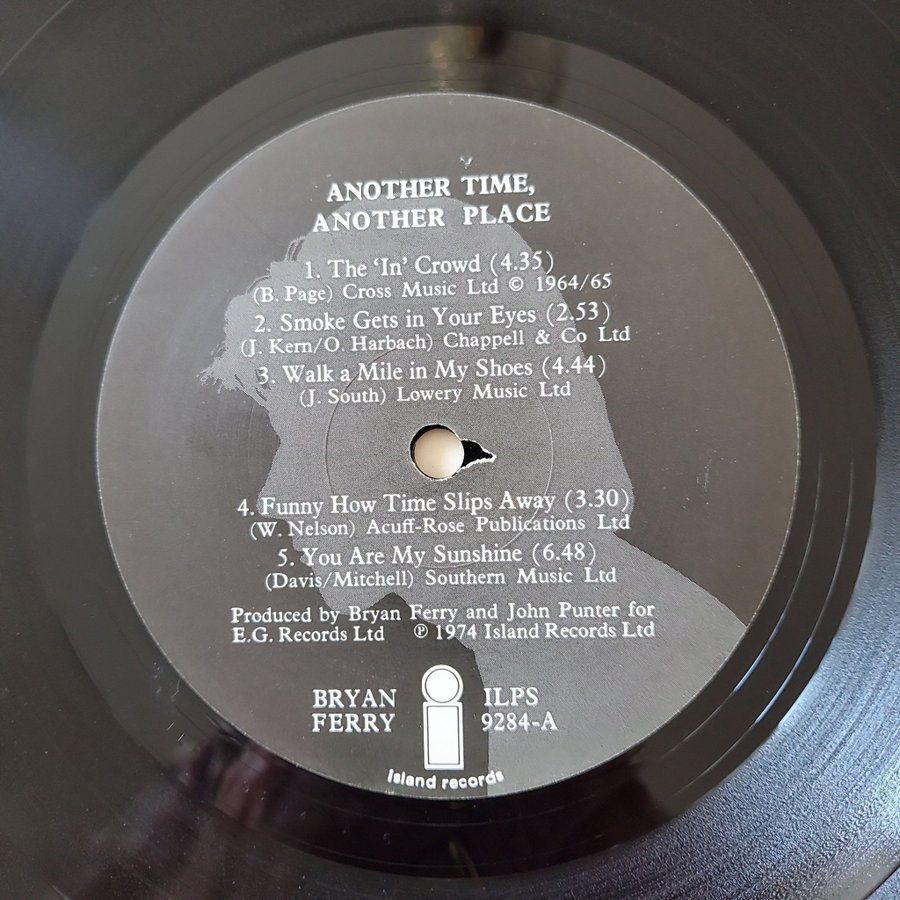 ANOTHER TIME,
ANOTHER PLACE
1. The ‘In’ Crowd (4.35)
(B. Page) Cross Music Ltd © 1964/65
2. Smoke Gets in Your Eyes (2.53)
(J. Kern/O. Harbach) Chappell & Co Ltd
3. Walk a Mile in My Shoes (4.44)
(J. South) Lowery Music Ltd
4. Funny How Time Slips Away (3.30)
(W. Nelson) Acuff-Rose Publications Ltd
5. You Are My Sunshine (6.48)
(Davis/Mitchell) Southern Music Ltd
Produced by Bryan Ferry and John Punter for
E.G. Records Ltd ℗ 1974 Island Records Ltd
BRYAN ILPS
FERRY 9284-A
island records